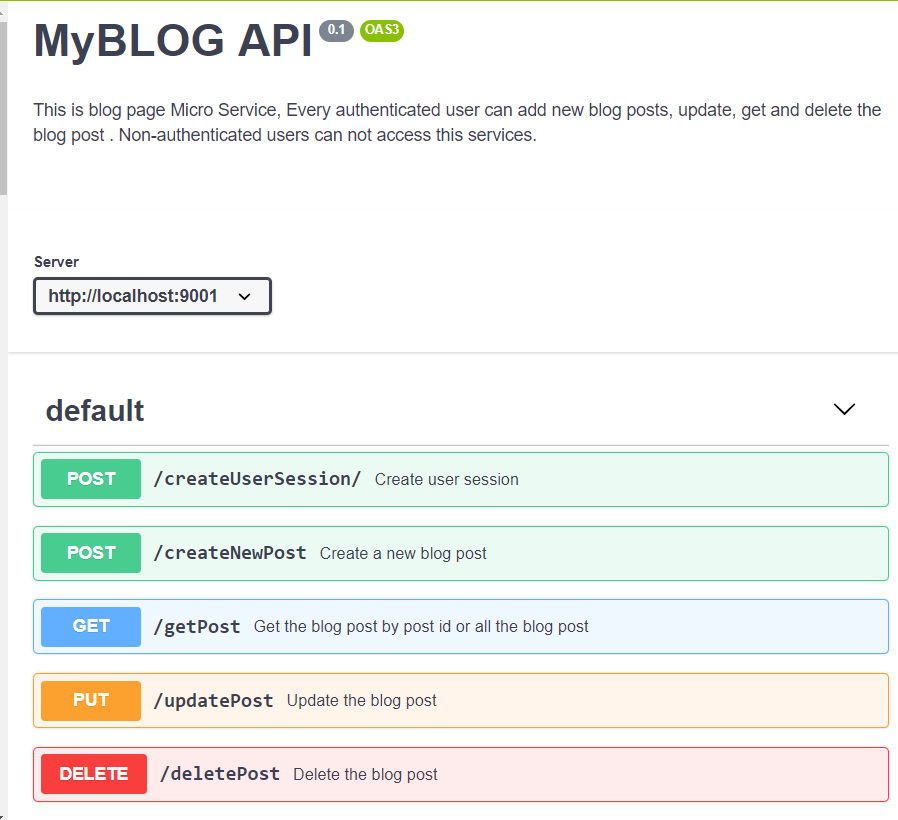 MyBLOG API 0.1 OAS3
This is blog page Micro Service, Every authenticated user can add new blog posts, update, get and delete the
blog post . Non-authenticated users can not access this services.
Server
http://localhost:9001
default
POST /createUserSession/ Create user session
POST /createNewPost Create a new blog post
GET /getPost Get the blog post by post id or all the blog post
PUT /updatePost Update the blog post
DELETE /deletePost Delete the blog post